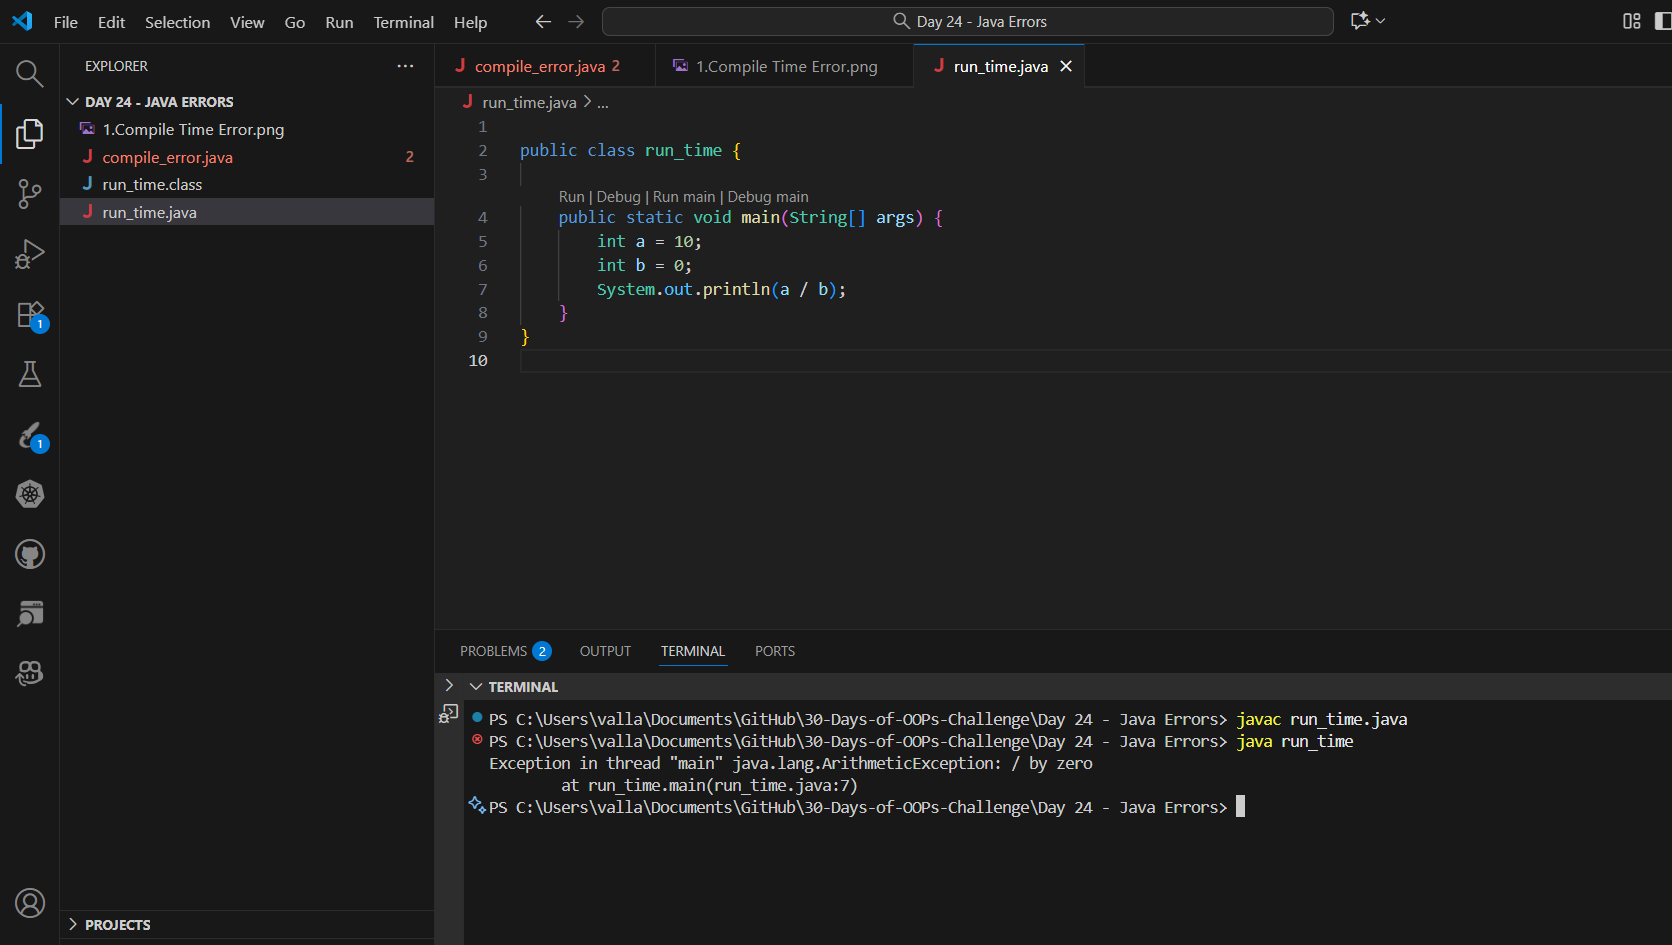 File Edit Selection View Go Run Terminal Help
Day 24 - Java Errors
EXPLORER
DAY 24 - JAVA ERRORS
1.Compile Time Error.png
compile_error.java 2
run_time.class
run_time.java
1
1
PROJECTS
compile_error.java 2
1.Compile Time Error.png
run_time.java
run_time.java > ...
1
2 public class run_time {
3
Run | Debug | Run main | Debug main
4 public static void main(String[] args) {
5 int a = 10;
6 int b = 0;
7 System.out.println(a / b);
8 }
9 }
10
PROBLEMS 2 OUTPUT TERMINAL PORTS
TERMINAL
PS C:\Users\valla\Documents\GitHub\30-Days-of-OOPs-Challenge\Day 24 - Java Errors> javac run_time.java
PS C:\Users\valla\Documents\GitHub\30-Days-of-OOPs-Challenge\Day 24 - Java Errors> java run_time
Exception in thread "main" java.lang.ArithmeticException: / by zero
at run_time.main(run_time.java:7)
PS C:\Users\valla\Documents\GitHub\30-Days-of-OOPs-Challenge\Day 24 - Java Errors>